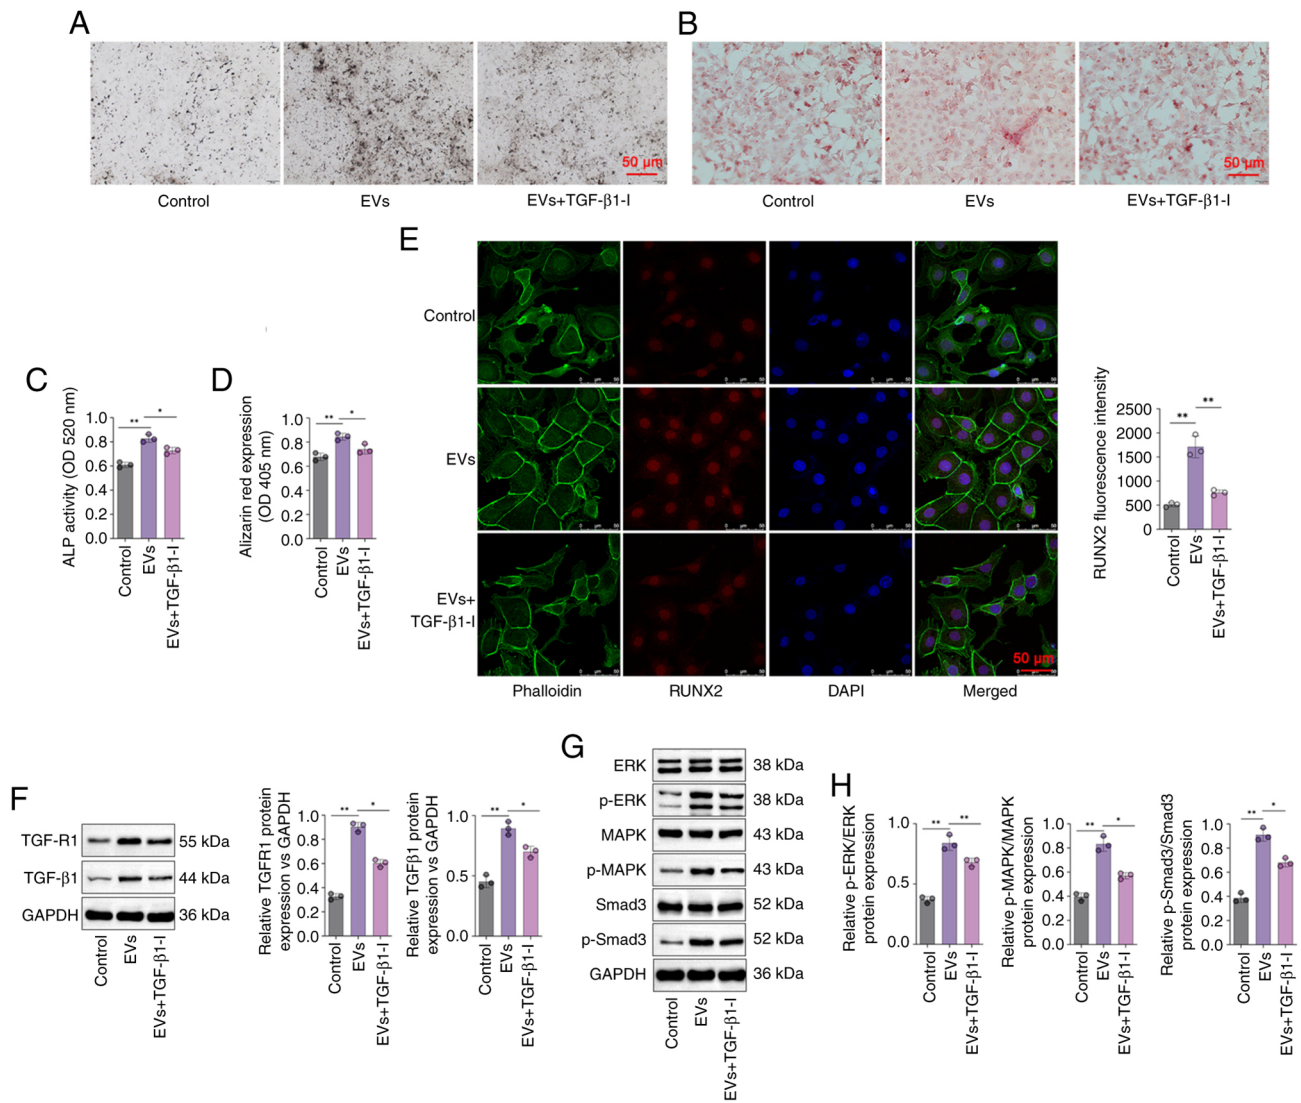 A
B
50 μm
50 μm
Control
EVs
EVs+TGF-β1-I
Control
EVs
EVs+TGF-β1-I
E
Control
EVs
EVs+
TGF-β1-I
50 μm
Phalloidin
RUNX2
DAPI
Merged
RUNX2 fluorescence intensity
2500
2000
1500
1000
500
0
**
**
Control
EVs
EVs+TGF-β1-I
C
ALP activity (OD 520 nm)
1.0
0.8
0.6
0.4
0.2
0.0
**
*
Control
EVs
EVs+TGF-β1-I
D
Alizarin red expression
(OD 405 nm)
1.0
0.8
0.6
0.4
0.2
0.0
**
*
Control
EVs
EVs+TGF-β1-I
F
TGF-R1
55 kDa
TGF-β1
44 kDa
GAPDH
36 kDa
Control
EVs
EVs+TGF-β1-I
Relative TGFR1 protein
expression vs GAPDH
1.0
0.8
0.6
0.4
0.2
0.0
**
*
Control
EVs
EVs+TGF-β1-I
Relative TGFβ1 protein
expression vs GAPDH
1.0
0.5
0.0
**
*
Control
EVs
EVs+TGF-β1-I
G
ERK
38 kDa
p-ERK
38 kDa
MAPK
43 kDa
p-MAPK
43 kDa
Smad3
52 kDa
p-Smad3
52 kDa
GAPDH
36 kDa
Control
EVs
EVs+TGF-β1-I
H
Relative p-ERK/ERK
protein expression
1.0
0.5
0.0
**
**
Control
EVs
EVs+TGF-β1-I
Relative p-MAPK/MAPK
protein expression
1.0
0.8
0.6
0.4
0.2
0.0
**
*
Control
EVs
EVs+TGF-β1-I
Relative p-Smad3/Smad3
protein expression
1.0
0.8
0.6
0.4
0.2
0.0
**
*
Control
EVs
EVs+TGF-β1-I